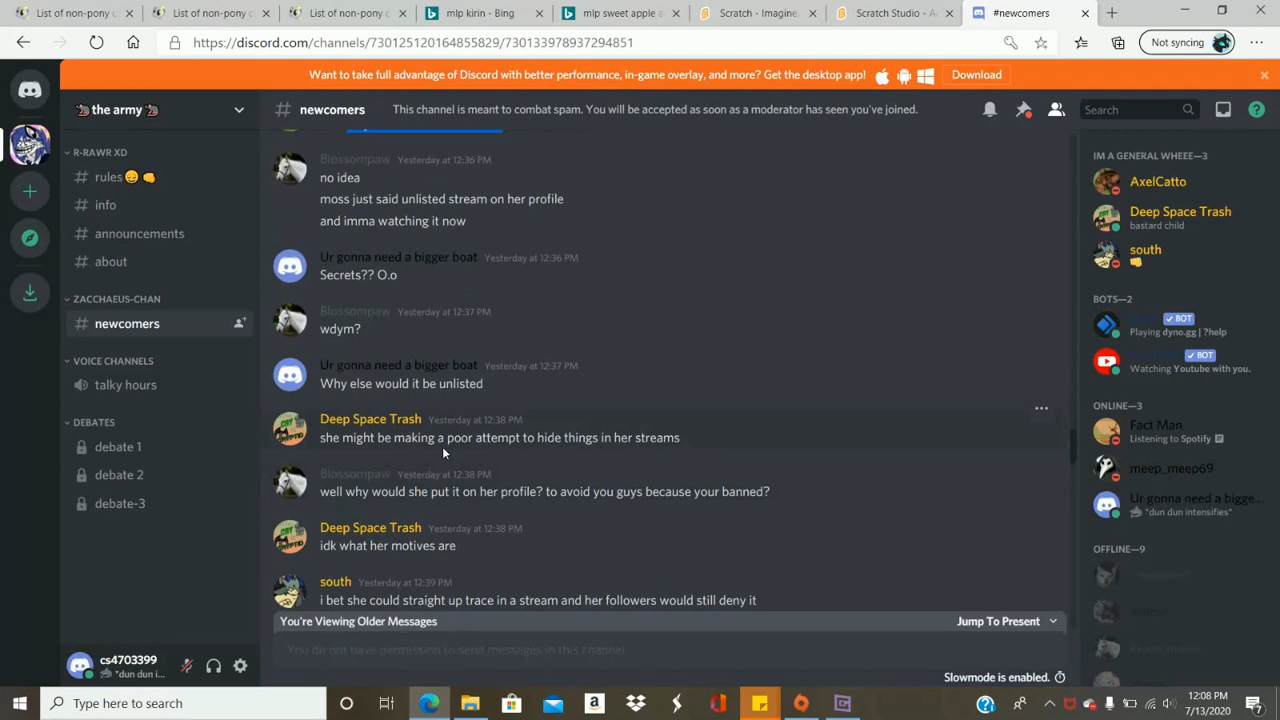 List of non-pony c
List of non-pony c
List of non-pony c
mlp kirin - Bing
mlp sweet apple a
Scratch - Imagine,
Scratch Studio - A
#newcomers
https://discord.com/channels/730125120164855829/730133978937294851
Not syncing
Want to take full advantage of Discord with better performance, in-game overlay, and more? Get the desktop app!
Download
the army
# newcomers
This channel is meant to combat spam. You will be accepted as soon as a moderator has seen you've joined.
Search
R-RAWR XD
# rules
# info
# announcements
# about
ZACCHAEUS-CHAN
# newcomers
VOICE CHANNELS
talky hours
DEBATES
debate 1
debate 2
debate-3
cs4703399
"dun dun i...
Blossompaw Yesterday at 12:36 PM
no idea
moss just said unlisted stream on her profile
and imma watching it now
Ur gonna need a bigger boat Yesterday at 12:36 PM
Secrets?? O.o
Blossompaw Yesterday at 12:37 PM
wdym?
Ur gonna need a bigger boat Yesterday at 12:37 PM
Why else would it be unlisted
Deep Space Trash Yesterday at 12:38 PM
she might be making a poor attempt to hide things in her streams
Blossompaw Yesterday at 12:38 PM
well why would she put it on her profile? to avoid you guys because your banned?
Deep Space Trash Yesterday at 12:38 PM
idk what her motives are
south Yesterday at 12:39 PM
i bet she could straight up trace in a stream and her followers would still deny it
You're Viewing Older Messages
Jump To Present
You do not have permission to send messages in this channel.
Slowmode is enabled.
IM A GENERAL WHEEE—3
AxelCatto
Deep Space Trash
bastard child
south
BOTS—2
BOT
Playing dyno.gg | ?help
BOT
Watching Youtube with you.
ONLINE—3
Fact Man
Listening to Spotify
meep_meep69
Ur gonna need a bigge...
"dun dun intensifies"
OFFLINE—9
Type here to search
12:08 PM
7/13/2020